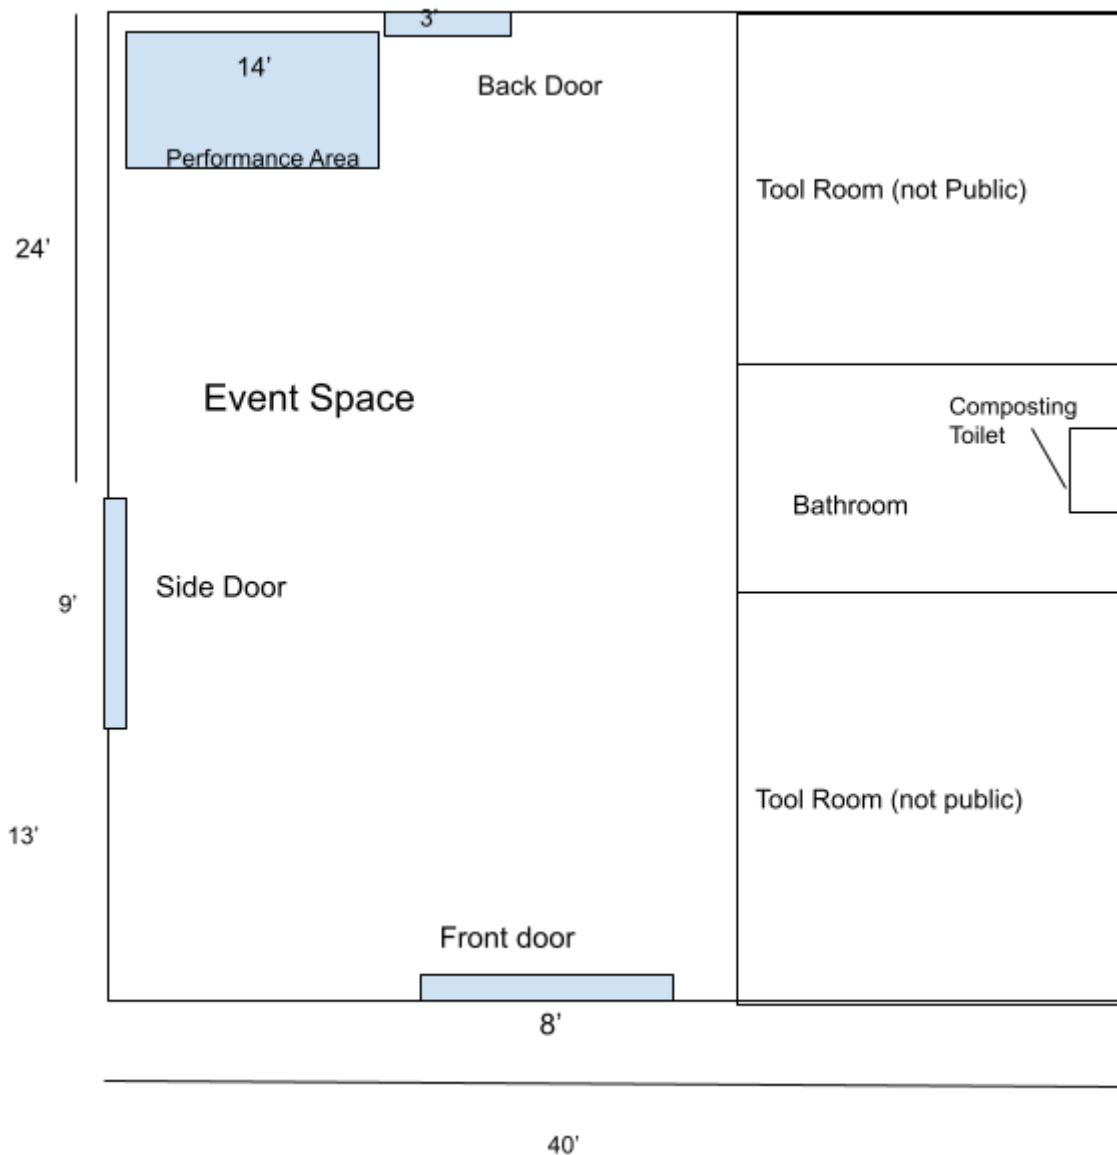 3’
14’
Back Door
Performance Area
Tool Room (not Public)
24’
Event Space
Composting
Toilet
Bathroom
Side Door
9’
Tool Room (not public)
13’
Front door
8’
40’